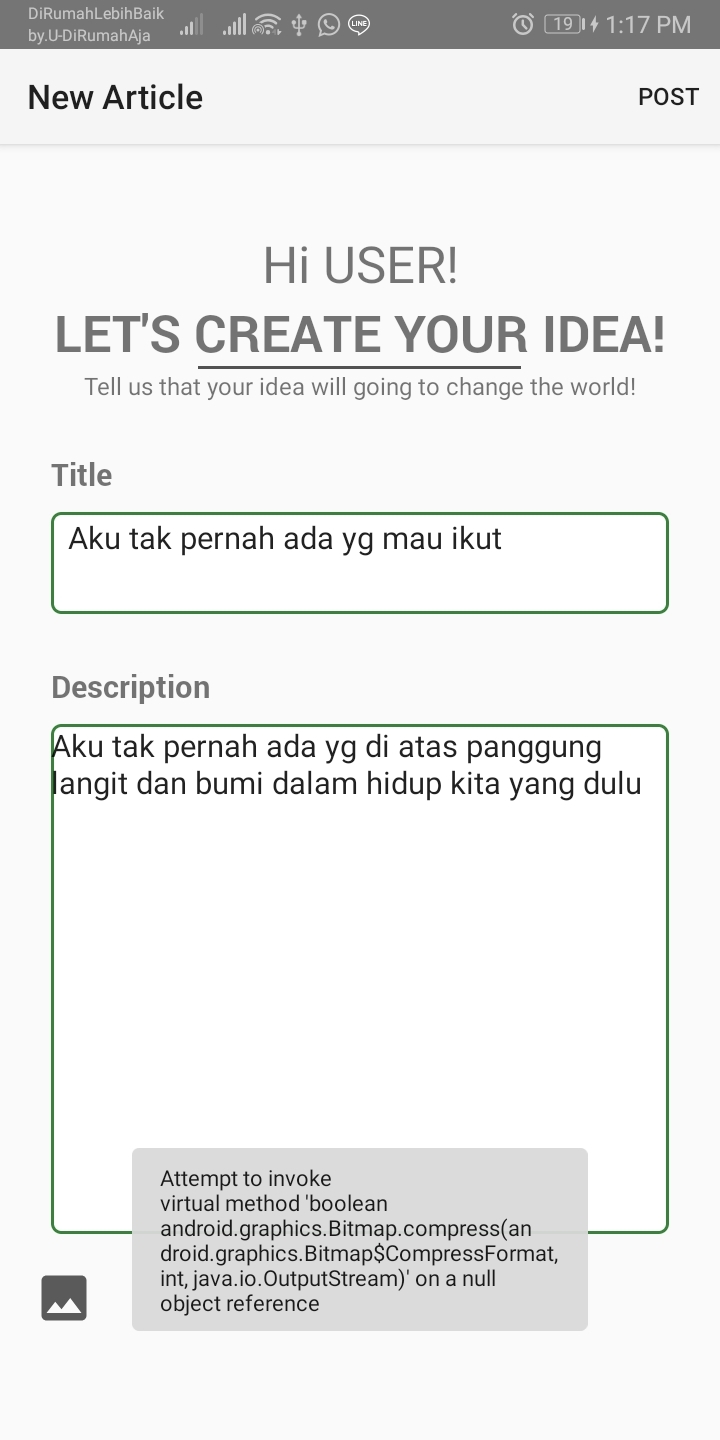 DiRumahLebihBaik
by.U-DiRumahAja
LINE
19
1:17 PM
New Article
POST
Hi USER!
LET'S CREATE YOUR IDEA!
Tell us that your idea will going to change the world!
Title
Aku tak pernah ada yg mau ikut
Description
Aku tak pernah ada yg di atas panggung
langit dan bumi dalam hidup kita yang dulu
Attempt to invoke
virtual method 'boolean
android.graphics.Bitmap.compress(an
droid.graphics.Bitmap$CompressFormat,
int, java.io.OutputStream)' on a null
object reference